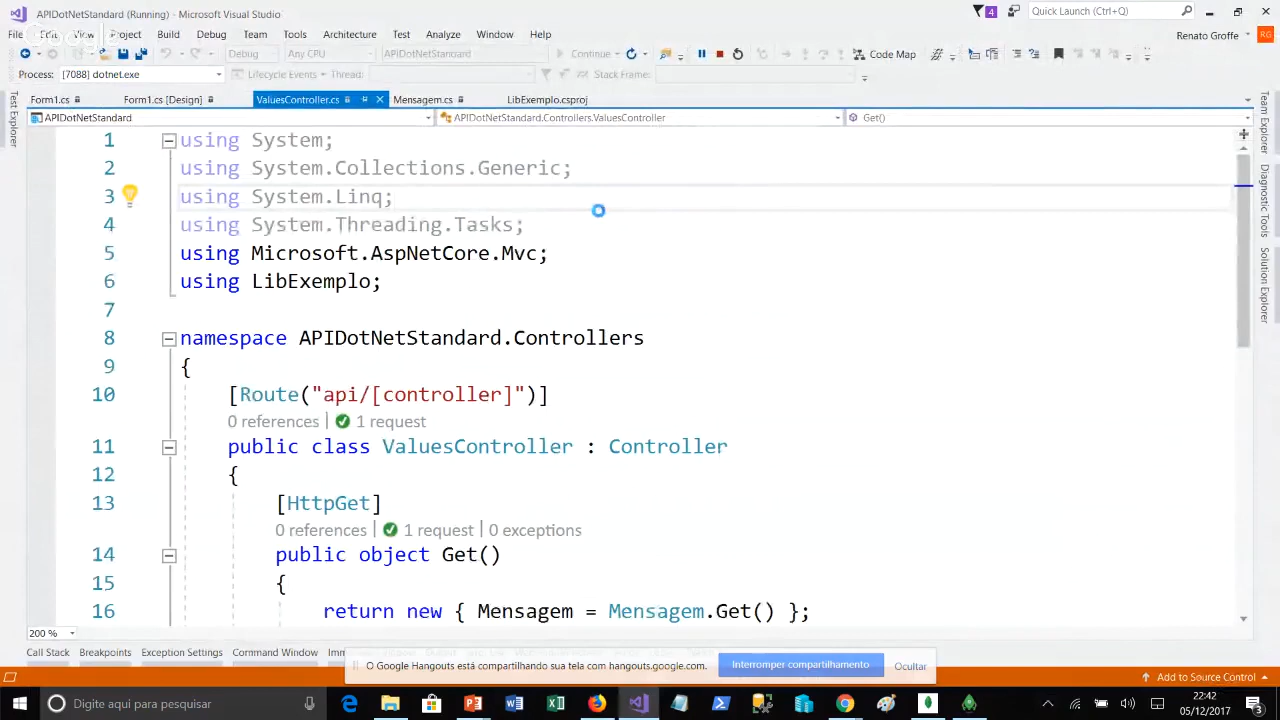 APIDotNetStandard (Running) - Microsoft Visual Studio
4
Quick Launch (Ctrl+Q)
File Edit View Project Build Debug Team Tools Architecture Test Analyze Window Help
Renato Groffe
RG
Google
Debug Any CPU APIDotNetStandard Continue Code Map
Process: [7088] dotnet.exe Lifecycle Events Thread: Stack Frame:
Form1.cs Form1.cs [Design] ValuesController.cs Mensagem.cs LibExemplo.csproj
APIDotNetStandard APIDotNetStandard.Controllers.ValuesController Get()
Test Explorer
Team Explorer
Diagnostic Tools
Solution Explorer
1 using System;
2 using System.Collections.Generic;
3 using System.Linq;
4 using System.Threading.Tasks;
5 using Microsoft.AspNetCore.Mvc;
6 using LibExemplo;
7
8 namespace APIDotNetStandard.Controllers
9 {
10 [Route("api/[controller]")]
0 references | 1 request
11 public class ValuesController : Controller
12 {
13 [HttpGet]
0 references | 1 request | 0 exceptions
14 public object Get()
15 {
16 return new { Mensagem = Mensagem.Get() };
200 %
Call Stack Breakpoints Exception Settings Command Window
O Google Hangouts está compartilhando sua tela com hangouts.google.com. Interromper compartilhamento Ocultar
Add to Source Control
Digite aqui para pesquisar
22:42
05/12/2017
3